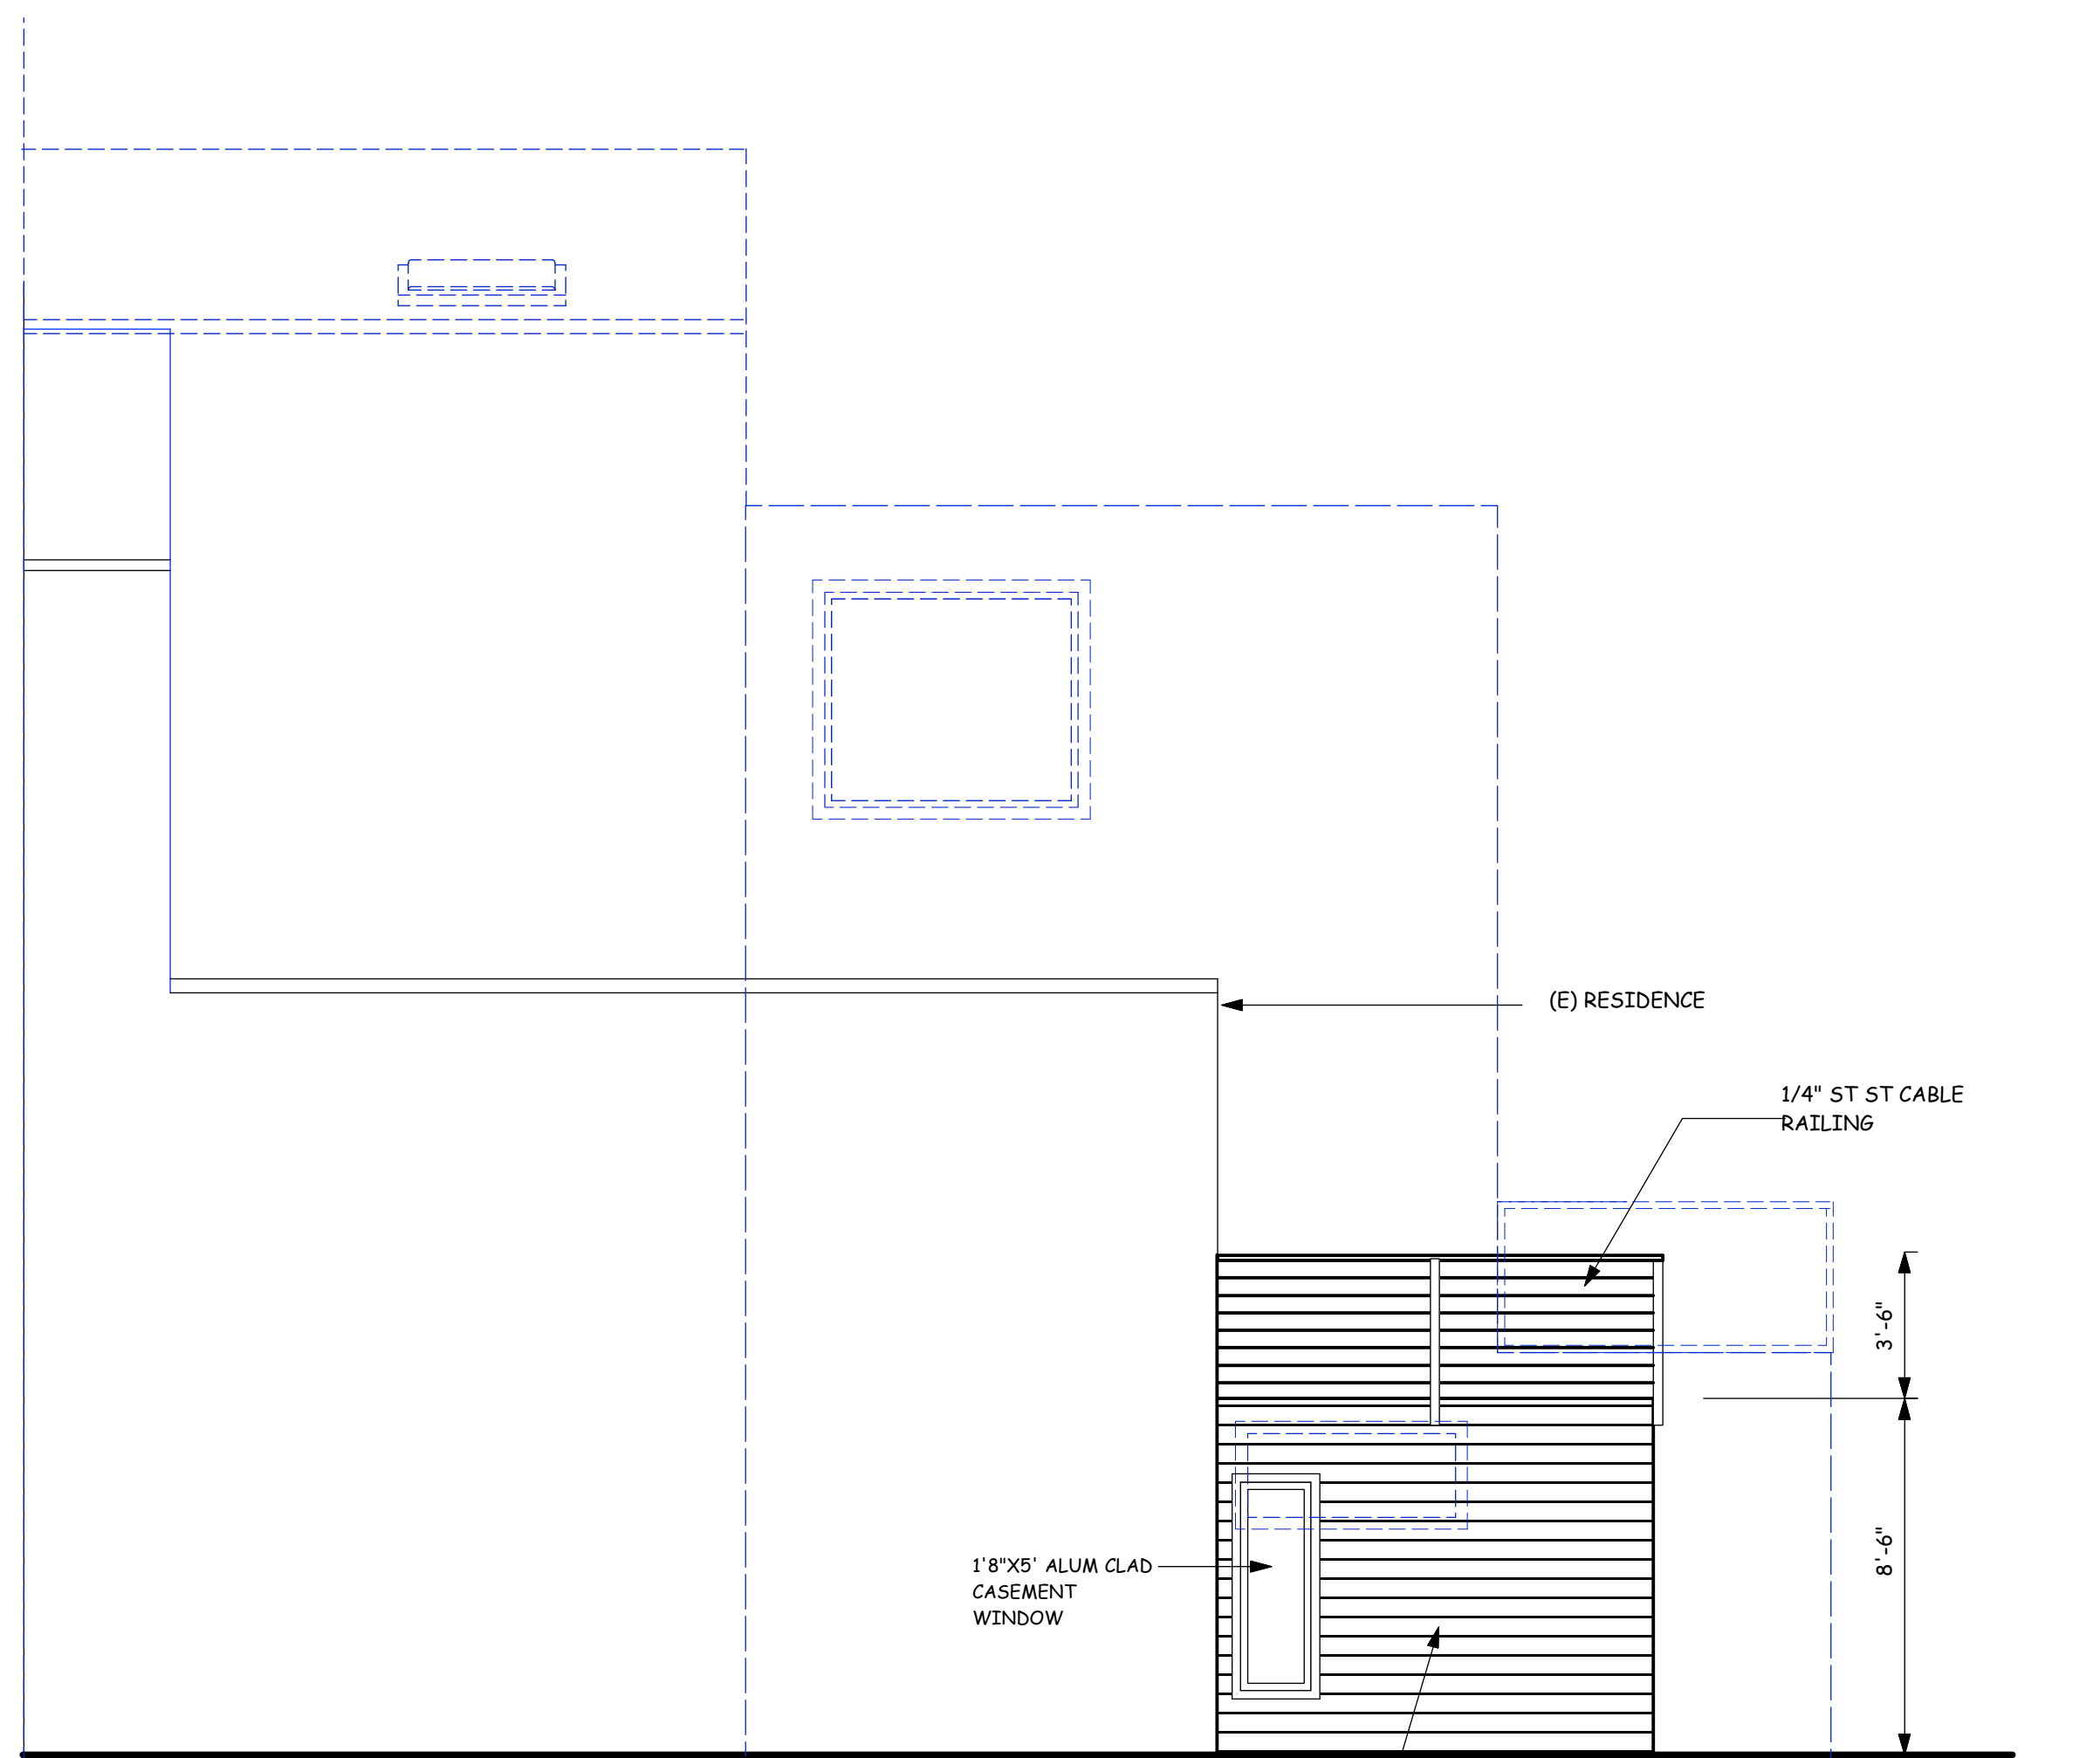 (E) RESIDENCE
1/4" ST ST CABLE
RAILING
3'-6"
8'-6"
1'8"X5' ALUM CLAD
CASEMENT
WINDOW